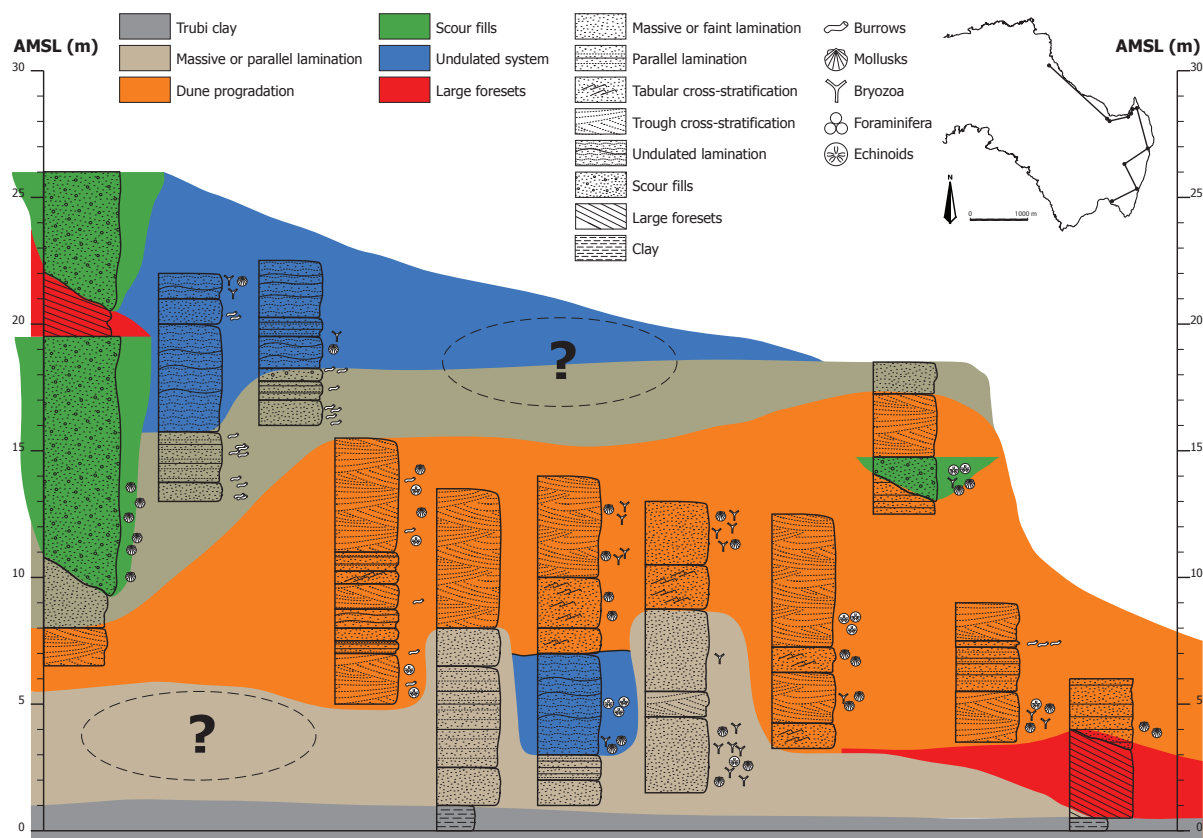 AMSL (m)
30
25
20
15
10
5
0
Trubi clay
Massive or parallel lamination
Dune progradation
Scour fills
Undulated system
Large foresets
Massive or faint lamination
Parallel lamination
Tabular cross-stratification
Trough cross-stratification
Undulated lamination
Scour fills
Large foresets
Clay
Burrows
Mollusks
Bryozoa
Foraminifera
Echinoids
N
0 1000 m
AMSL (m)
30
25
20
15
10
5
0
?
?